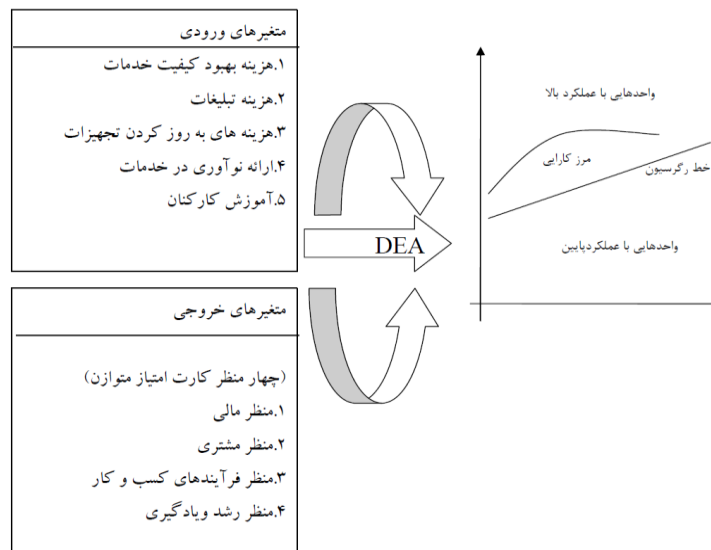 متغیرهای ورودی
۱.هزینه بهبود کیفیت خدمات
۲.هزینه تبلیغات
۳.هزینه های به روز کردن تجهیزات
۴.ارائه نوآوری در خدمات
۵.آموزش کارکنان
متغیرهای خروجی
(چهار منظر کارت امتیاز متوازن)
۱.منظر مالی
۲.منظر مشتری
۳.منظر فرآیندهای کسب و کار
۴.منظر رشد ویادگیری
DEA
واحدهایی با عملکرد بالا
مرز کارایی
خط رگرسیون
واحدهایی با عملکردپایین